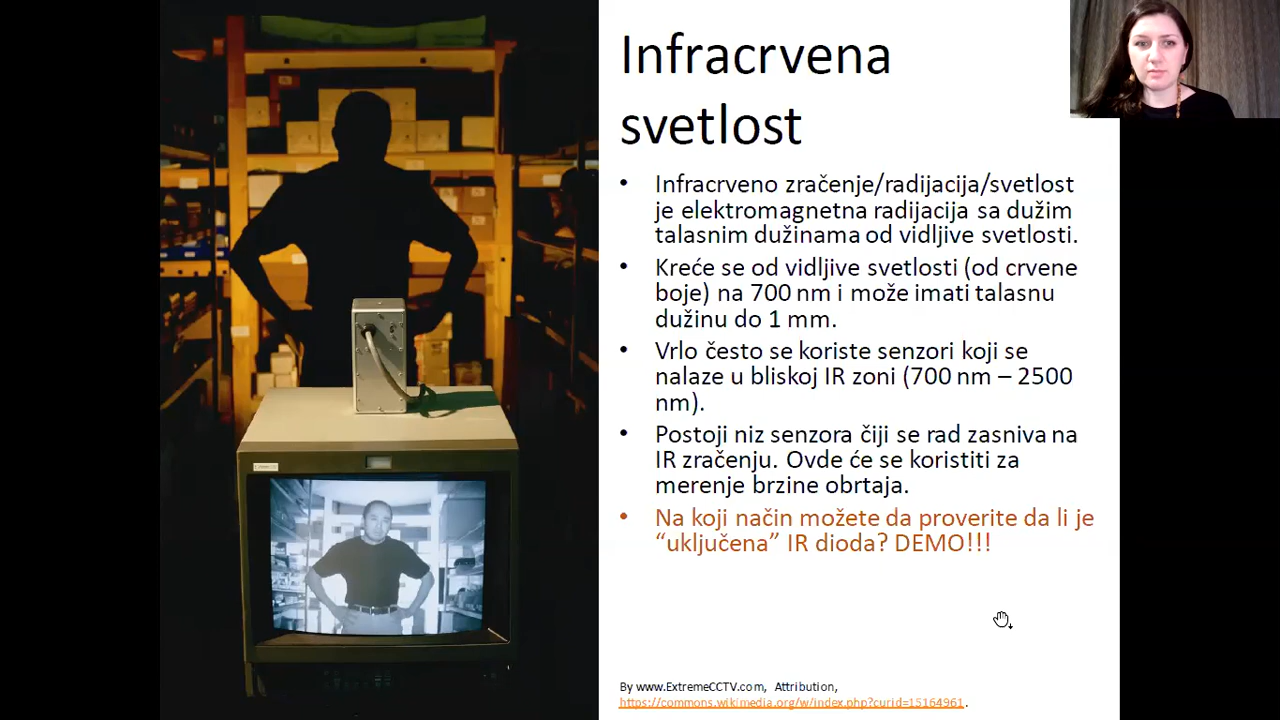 Infracrvena
svetlost
• Infracrveno zračenje/radijacija/svetlost
je elektromagnetna radijacija sa dužim
talasnim dužinama od vidljive svetlosti.
• Kreće se od vidljive svetlosti (od crvene
boje) na 700 nm i može imati talasnu
dužinu do 1 mm.
• Vrlo često se koriste senzori koji se
nalaze u bliskoj IR zoni (700 nm – 2500
nm).
• Postoji niz senzora čiji se rad zasniva na
IR zračenju. Ovde će se koristiti za
merenje brzine obrtaja.
• Na koji način možete da proverite da li je
“uključena” IR dioda? DEMO!!!
By www.ExtremeCCTV.com, Attribution,
https://commons.wikimedia.org/w/index.php?curid=15164961.